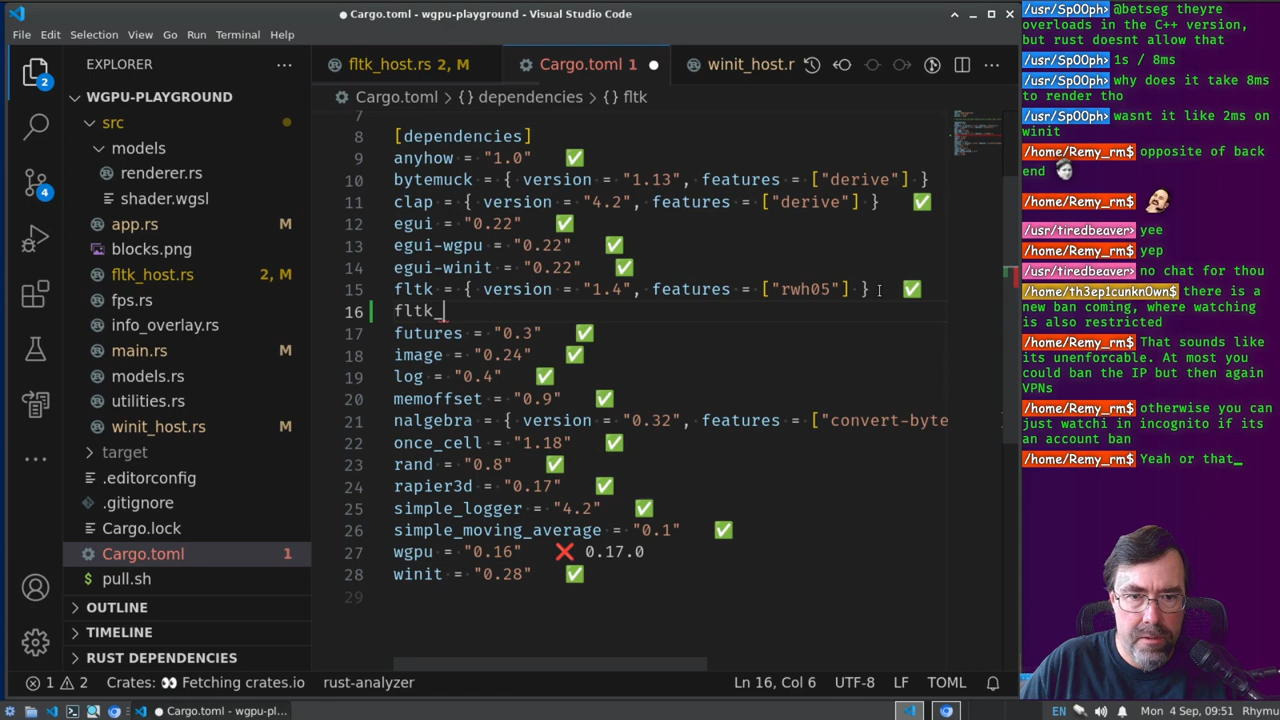 ● Cargo.toml - wgpu-playground - Visual Studio Code
File Edit Selection View Go Run Terminal Help
EXPLORER
WGPU-PLAYGROUND
src
models
renderer.rs
shader.wgsl
app.rs M
blocks.png
fltk_host.rs 2, M
fps.rs
info_overlay.rs
main.rs M
models.rs
utilities.rs
winit_host.rs M
target
.editorconfig
.gitignore
Cargo.lock
Cargo.toml 1
pull.sh
OUTLINE
TIMELINE
RUST DEPENDENCIES
2
4
fltk_host.rs 2, M
Cargo.toml 1 ●
winit_host.r
Cargo.toml > {} dependencies > {} fltk
7
8 [dependencies]
9 anyhow = "1.0" ✅
10 bytemuck = { version = "1.13", features = ["derive"] }
11 clap = { version = "4.2", features = ["derive"] } ✅
12 egui = "0.22" ✅
13 egui-wgpu = "0.22" ✅
14 egui-winit = "0.22" ✅
15 fltk = { version = "1.4", features = ["rwh05"] } ✅
16 fltk_
17 futures = "0.3" ✅
18 image = "0.24" ✅
19 log = "0.4" ✅
20 memoffset = "0.9" ✅
21 nalgebra = { version = "0.32", features = ["convert-byte
22 once_cell = "1.18" ✅
23 rand = "0.8" ✅
24 rapier3d = "0.17" ✅
25 simple_logger = "4.2" ✅
26 simple_moving_average = "0.1" ✅
27 wgpu = "0.16" ❌ 0.17.0
28 winit = "0.28" ✅
29
1 2 Crates: 👀 Fetching crates.io rust-analyzer Ln 16, Col 6 UTF-8 LF TOML
● Cargo.toml - wgpu-pl... EN Mon 4 Sep, 09:51 Rhymu
/usr/Sp00ph> @betseg theyre
overloads in the C++ version,
but rust doesnt allow that
/usr/Sp00ph> 1s / 8ms
/usr/Sp00ph> why does it take 8ms
to render tho
/usr/Sp00ph> wasnt it like 2ms on
winit
/home/Remy_rm$ opposite of back
end
/home/Remy_rm$
/usr/tiredbeaver> yee
/home/Remy_rm$ yep
/usr/tiredbeaver> no chat for thou
/home/th3ep1cunkn0wn$ there is a
new ban coming, where watching
is also restricted
/home/Remy_rm$ That sounds like
its unenforcable. At most you
could ban the IP but then again
VPNs
/home/Remy_rm$ otherwise you can
just watchi in incognito if its
an account ban
/home/Remy_rm$ Yeah or that_